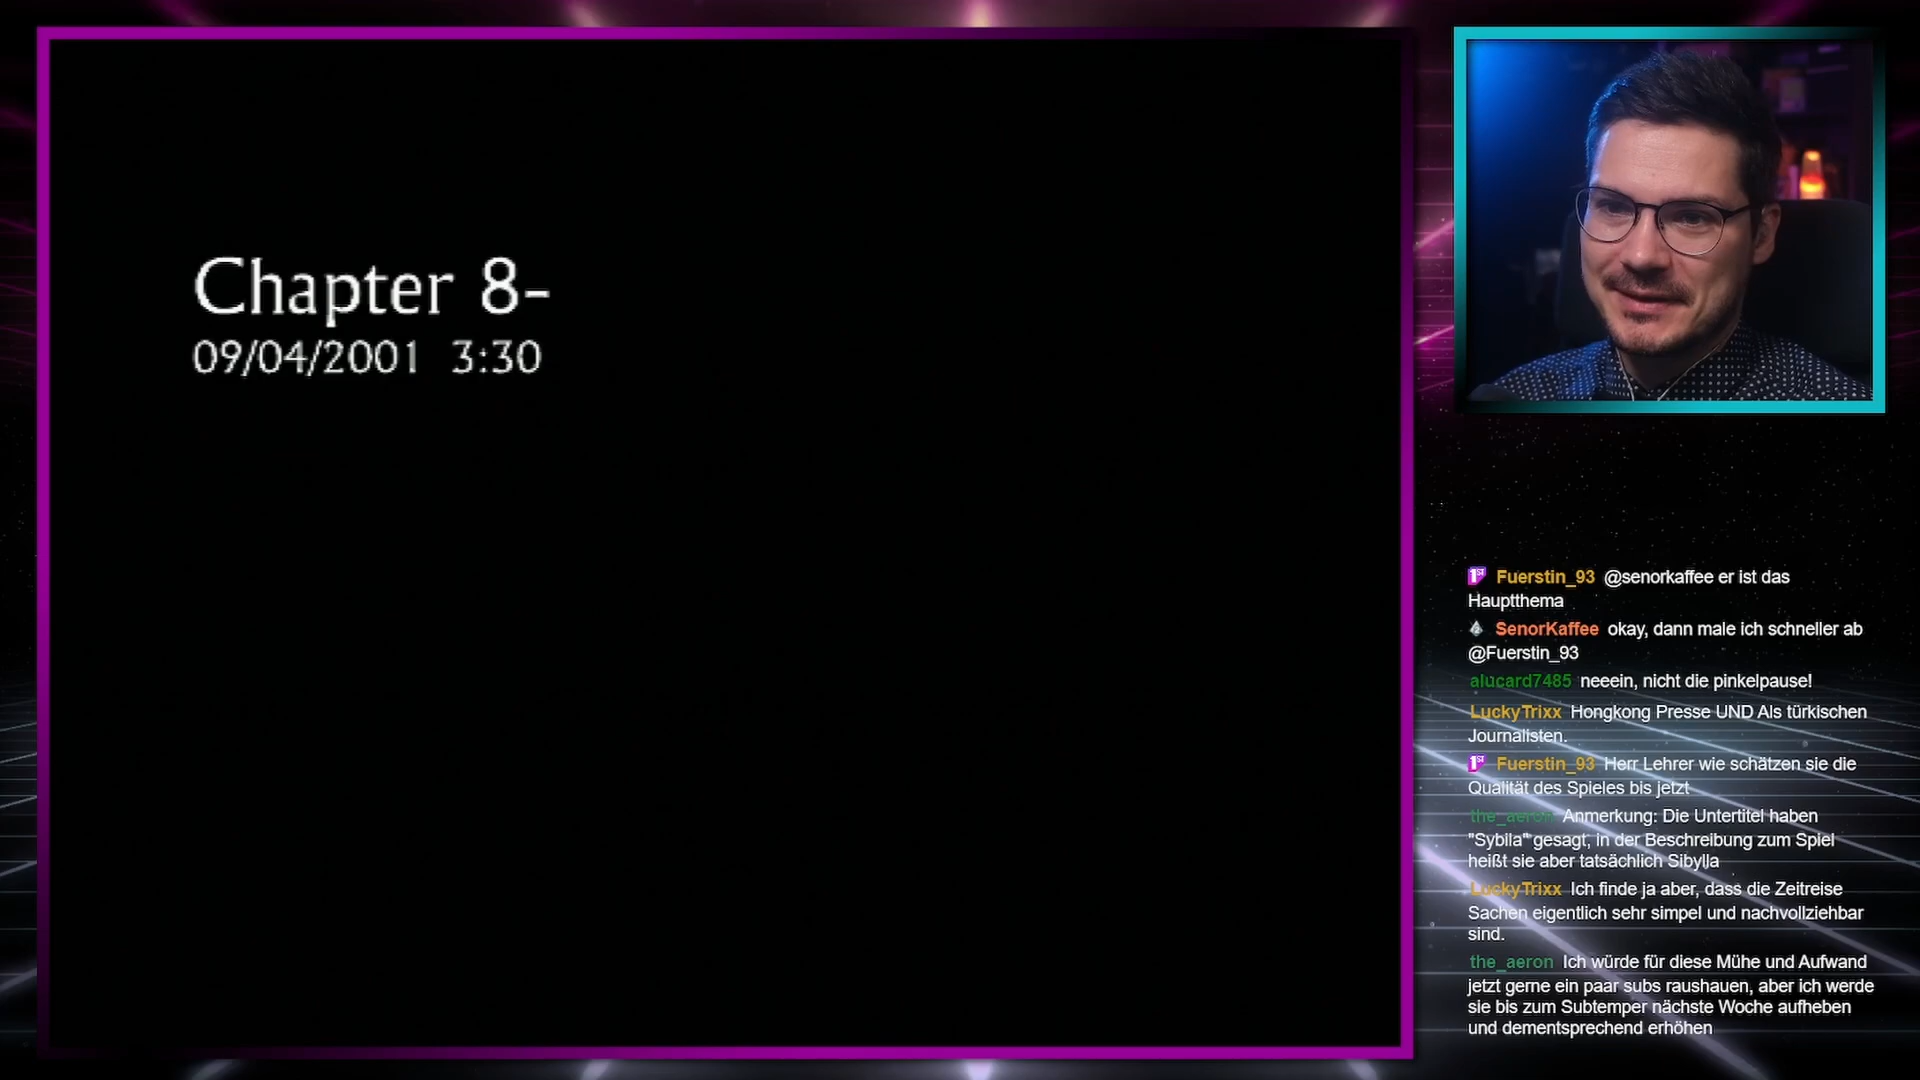 Chapter 8-
09/04/2001 3:30
1ST Fuerstin_93 @senorkaffee er ist das
Hauptthema
SenorKaffee okay, dann male ich schneller ab
@Fuerstin_93
alucard7485 neeein, nicht die pinkelpause!
LuckyTrixx Hongkong Presse UND Als türkischen
Journalisten.
1ST Fuerstin_93 Herr Lehrer wie schätzen sie die
Qualität des Spieles bis jetzt
the_aeron Anmerkung: Die Untertitel haben
"Sybila" gesagt, in der Beschreibung zum Spiel
heißt sie aber tatsächlich Sibylla
LuckyTrixx Ich finde ja aber, dass die Zeitreise
Sachen eigentlich sehr simpel und nachvollziehbar
sind.
the_aeron Ich würde für diese Mühe und Aufwand
jetzt gerne ein paar subs raushauen, aber ich werde
sie bis zum Subtemper nächste Woche aufheben
und dementsprechend erhöhen